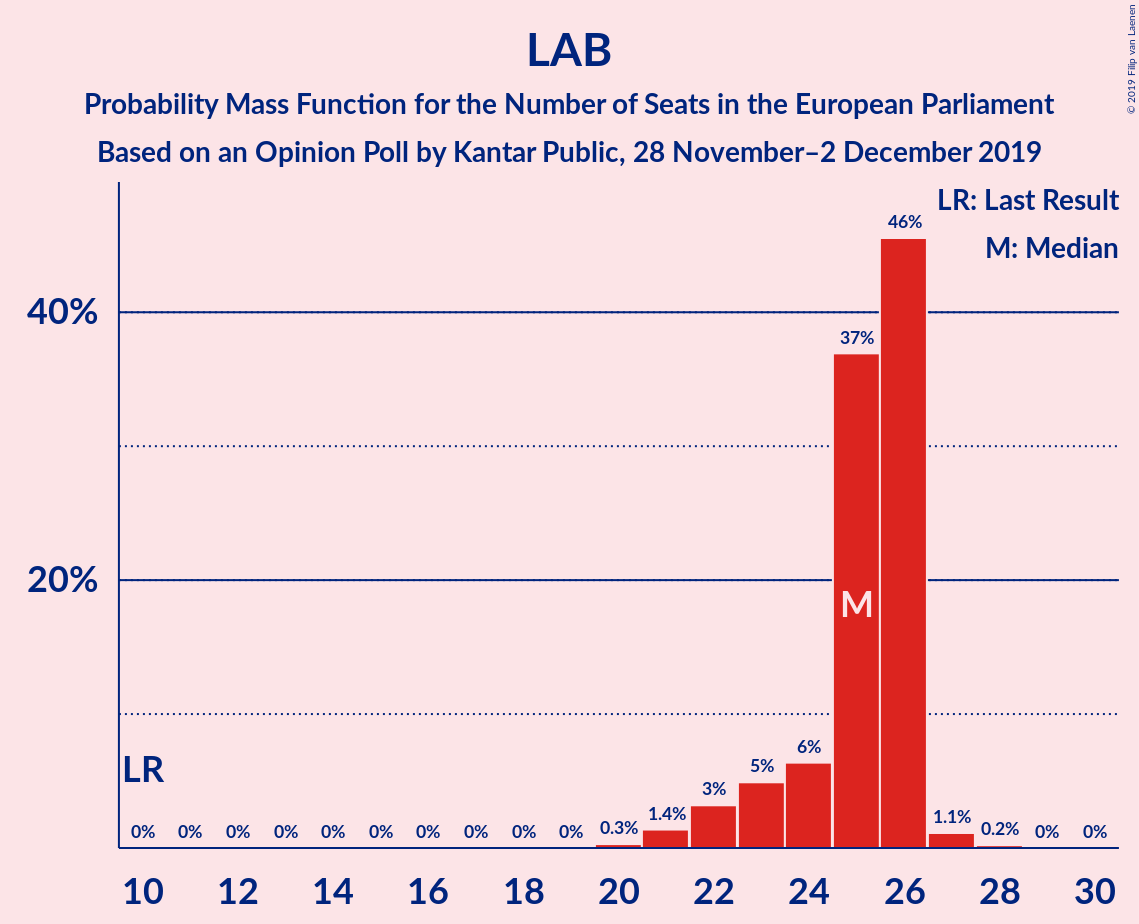 LAB
Probability Mass Function for the Number of Seats in the European Parliament
Based on an Opinion Poll by Kantar Public, 28 November–2 December 2019
© 2019 Filip van Laenen
LR: Last Result
M: Median
40%
20%
46%
37%
M
LR
0% 0% 0% 0% 0% 0% 0% 0% 0% 0% 0.3% 1.4% 3% 5% 6% 1.1% 0.2% 0% 0%
10 12 14 16 18 20 22 24 26 28 30